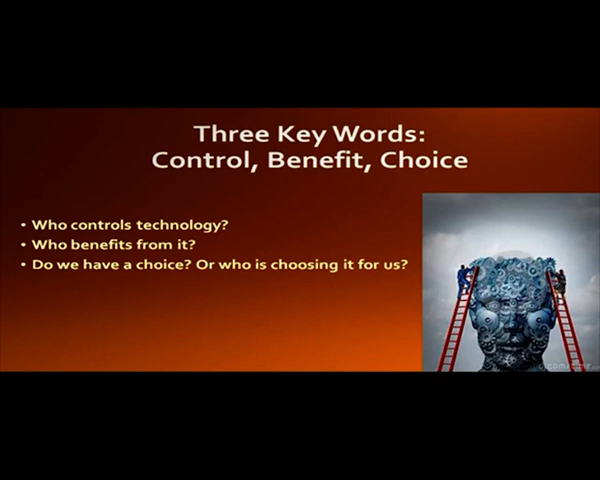 Three Key Words:
Control, Benefit, Choice
• Who controls technology?
• Who benefits from it?
• Do we have a choice? Or who is choosing it for us?